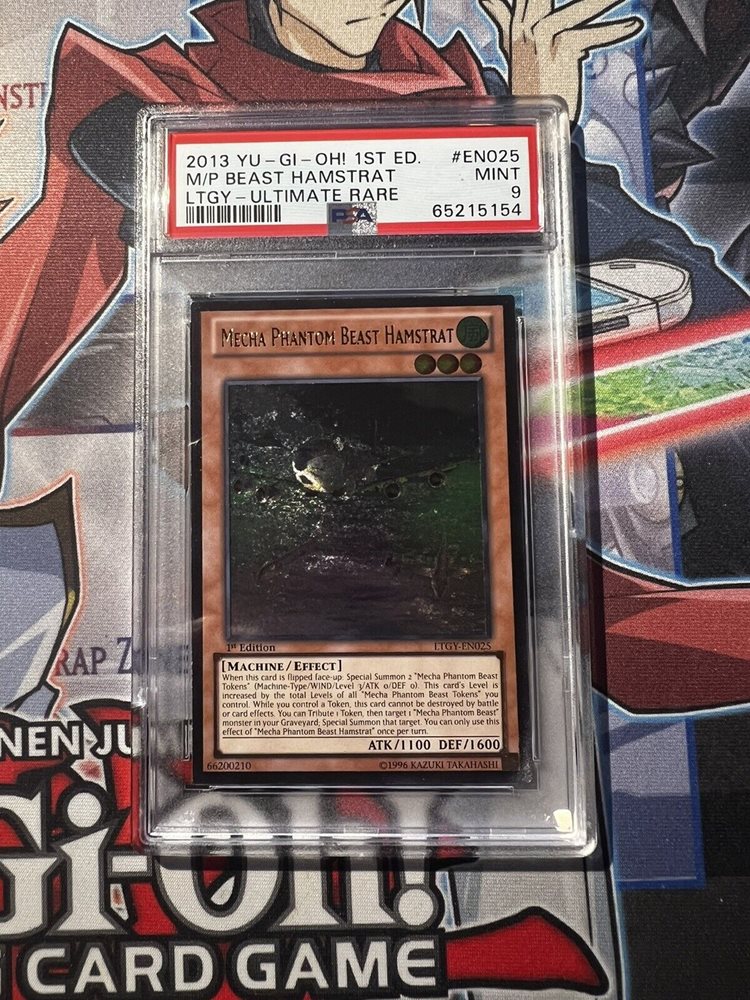 NST
2013 YU-GI-OH! 1ST ED. #EN025
M/P BEAST HAMSTRAT MINT
LTGY-ULTIMATE RARE 9
PSA 65215154
MECHA PHANTOM BEAST HAMSTRAT
1st Edition LTGY-EN025
[MACHINE/EFFECT]
When this card is flipped face-up: Special Summon 2 "Mecha Phantom Beast
Tokens" (Machine-Type/WIND/Level 3/ATK 0/DEF 0). This card's Level is
increased by the total Levels of all "Mecha Phantom Beast Tokens" you
control. While you control a Token, this card cannot be destroyed by battle
or card effects. You can Tribute 1 Token, then target 1 "Mecha Phantom Beast"
monster in your Graveyard; Special Summon that target. You can only use this
effect of "Mecha Phantom Beast Hamstrat" once per turn.
ATK/1100 DEF/1600
66200210 ©1996 KAZUKI TAKAHASHI
RAP Z
NEN JU
Gi-Oh!
G CARD GAME